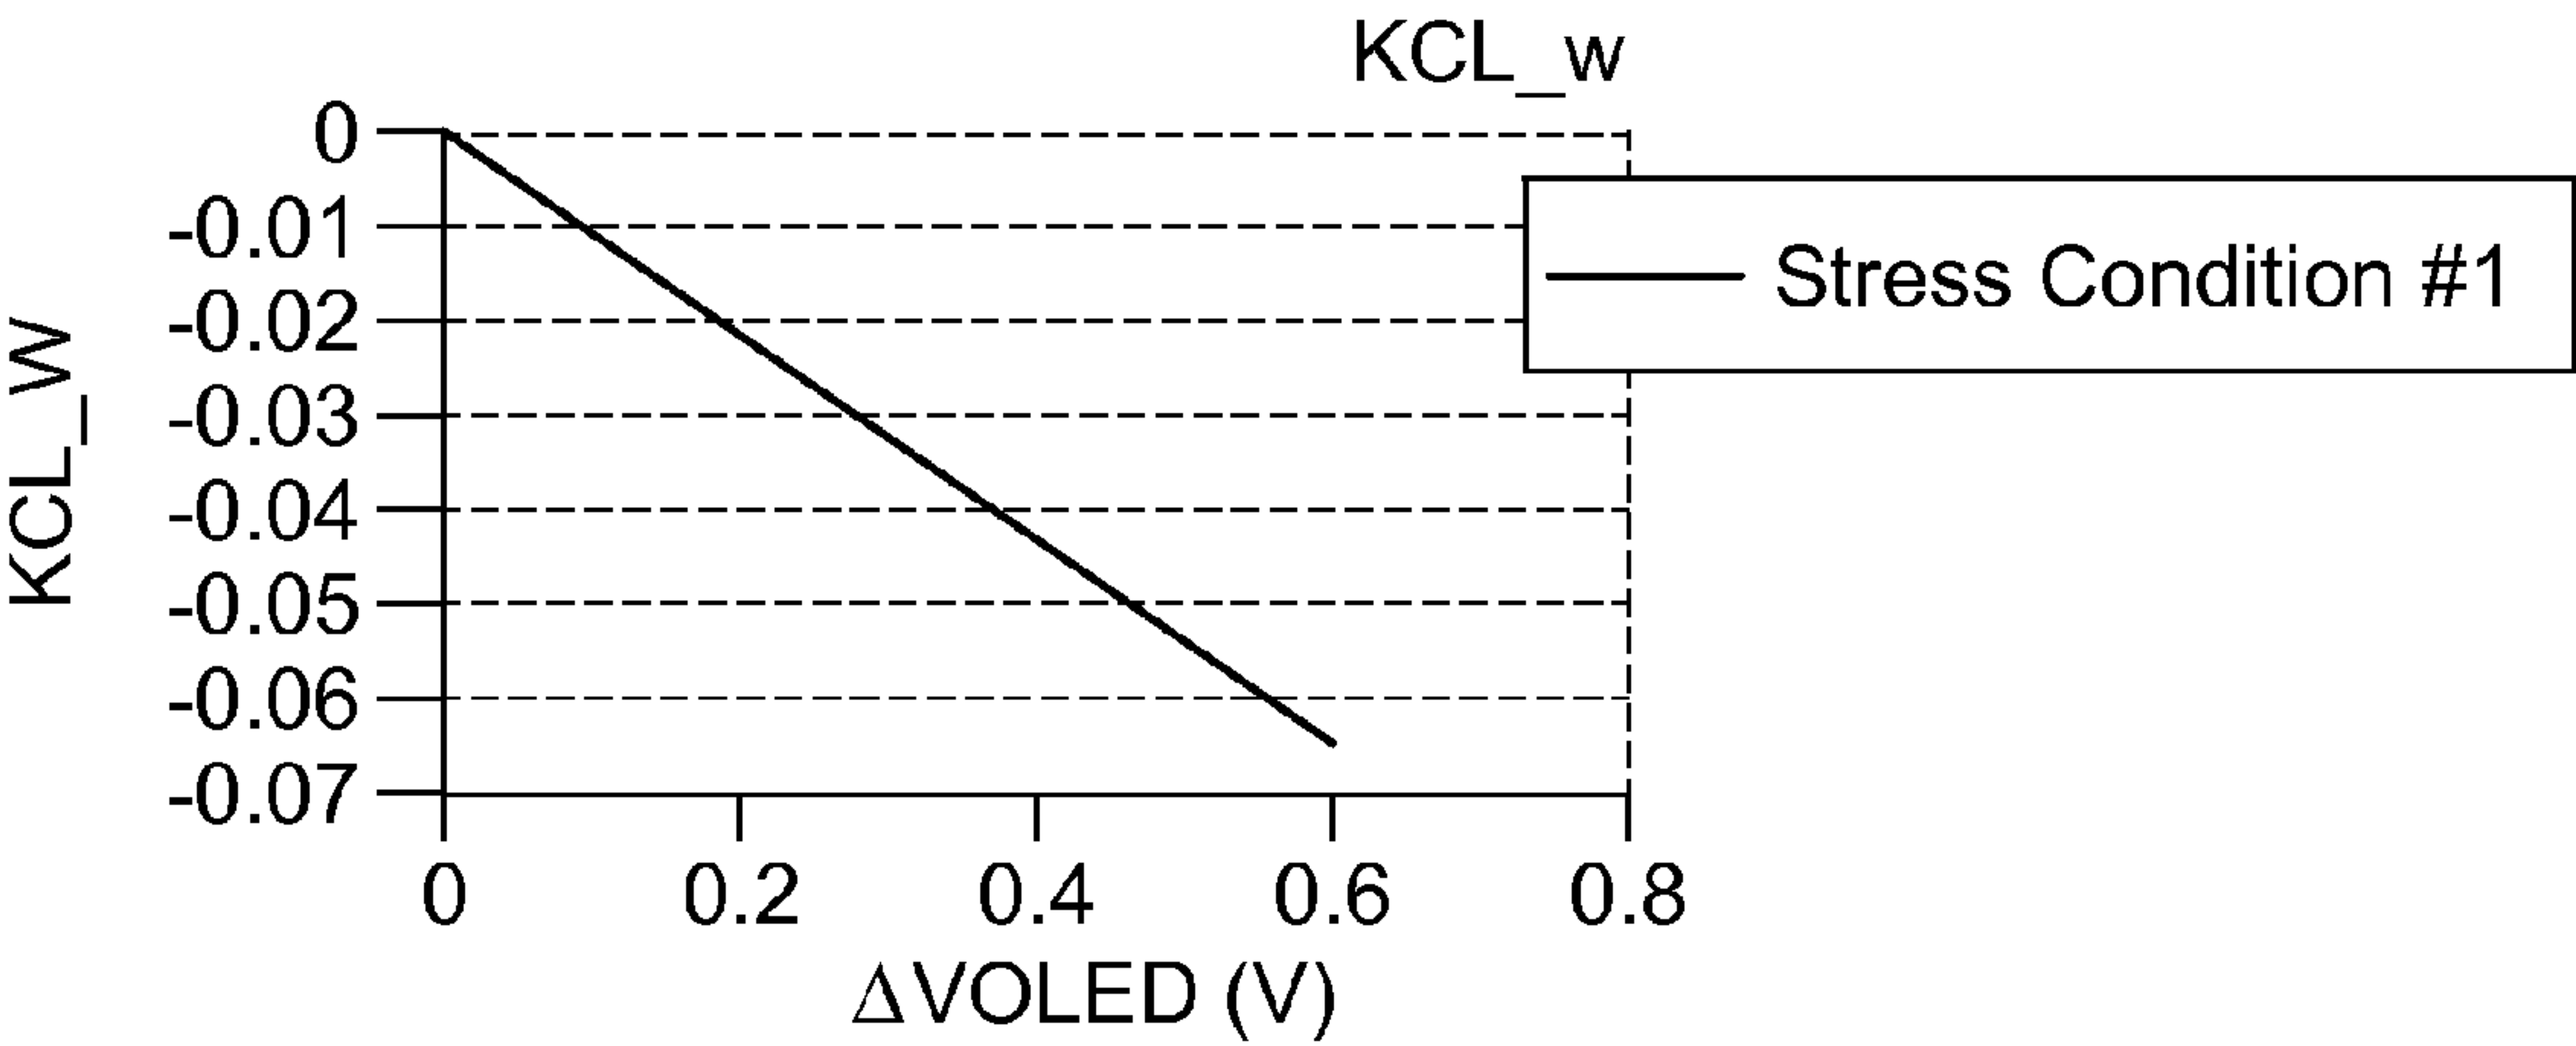 KCL_w
0
-0.01
-0.02
-0.03
-0.04
-0.05
-0.06
-0.07
KCL_W
Stress Condition #1
0 0.2 0.4 0.6 0.8
ΔVOLED (V)